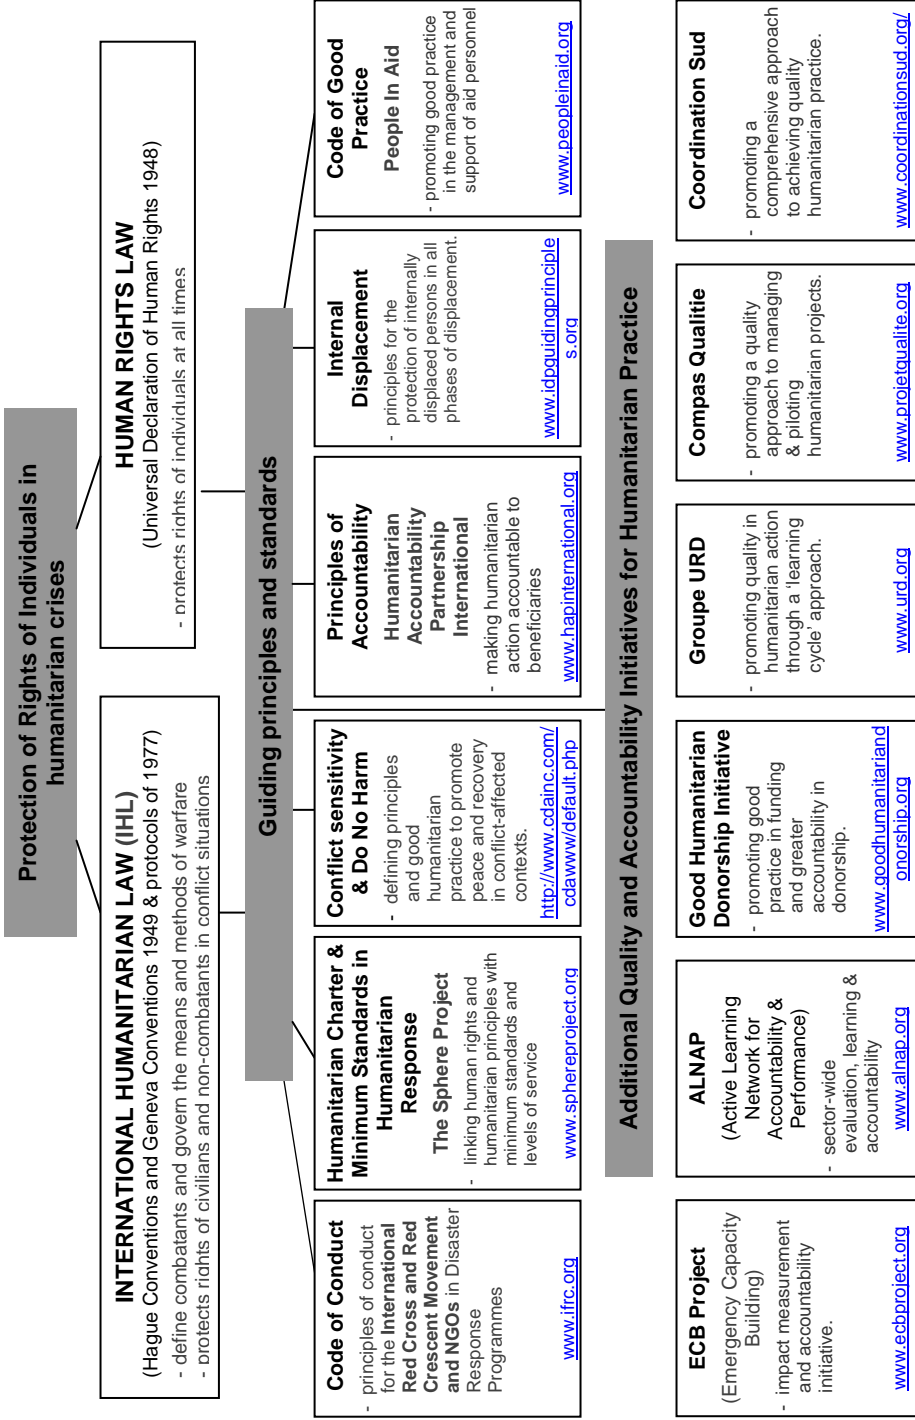 Protection of Rights of Individuals in
humanitarian crises
INTERNATIONAL HUMANITARIAN LAW (IHL)
(Hague Conventions and Geneva Conventions 1949 & protocols of 1977)
- define combatants and govern the means and methods of warfare
- protects rights of civilians and non-combatants in conflict situations
HUMAN RIGHTS LAW
(Universal Declaration of Human Rights 1948)
- protects rights of individuals at all times
Guiding principles and standards
Code of Conduct
- principles of conduct
for the International
Red Cross and Red
Crescent Movement
and NGOs in Disaster
Response
Programmes
www.ifrc.org
Humanitarian Charter &
Minimum Standards in
Humanitarian
Response
The Sphere Project
- linking human rights and
humanitarian principles with
minimum standards and
levels of service
www.sphereproject.org
Conflict sensitivity
& Do No Harm
- defining principles
and good
humanitarian
practice to promote
peace and recovery
in conflict-affected
contexts.
http://www.cdainc.com/
cdawww/default.php
Principles of
Accountability
Humanitarian
Accountability
Partnership
International
- making humanitarian
action accountable to
beneficiaries
www.hapinternational.org
Internal
Displacement
- principles for the
protection of internally
displaced persons in all
phases of displacement.
www.idpguidingprinciple
s.org
Code of Good
Practice
People In Aid
- promoting good practice
in the management and
support of aid personnel
www.peopleinaid.org
Additional Quality and Accountability Initiatives for Humanitarian Practice
ECB Project
(Emergency Capacity
Building)
- impact measurement
and accountability
initiative.
www.ecbproject.org
ALNAP
(Active Learning
Network for
Accountability &
Performance)
- sector-wide
evaluation, learning &
accountability
www.alnap.org
Good Humanitarian
Donorship Initiative
- promoting good
practice in funding
and greater
accountability in
donorship.
www.goodhumanitariand
onorship.org
Groupe URD
- promoting quality in
humanitarian action
through a ‘learning
cycle’ approach.
www.urd.org
Compas Qualitie
- promoting a quality
approach to managing
& piloting
humanitarian projects.
www.projetqualite.org
Coordination Sud
- promoting a
comprehensive approach
to achieving quality
humanitarian practice.
www.coordinationsud.org/